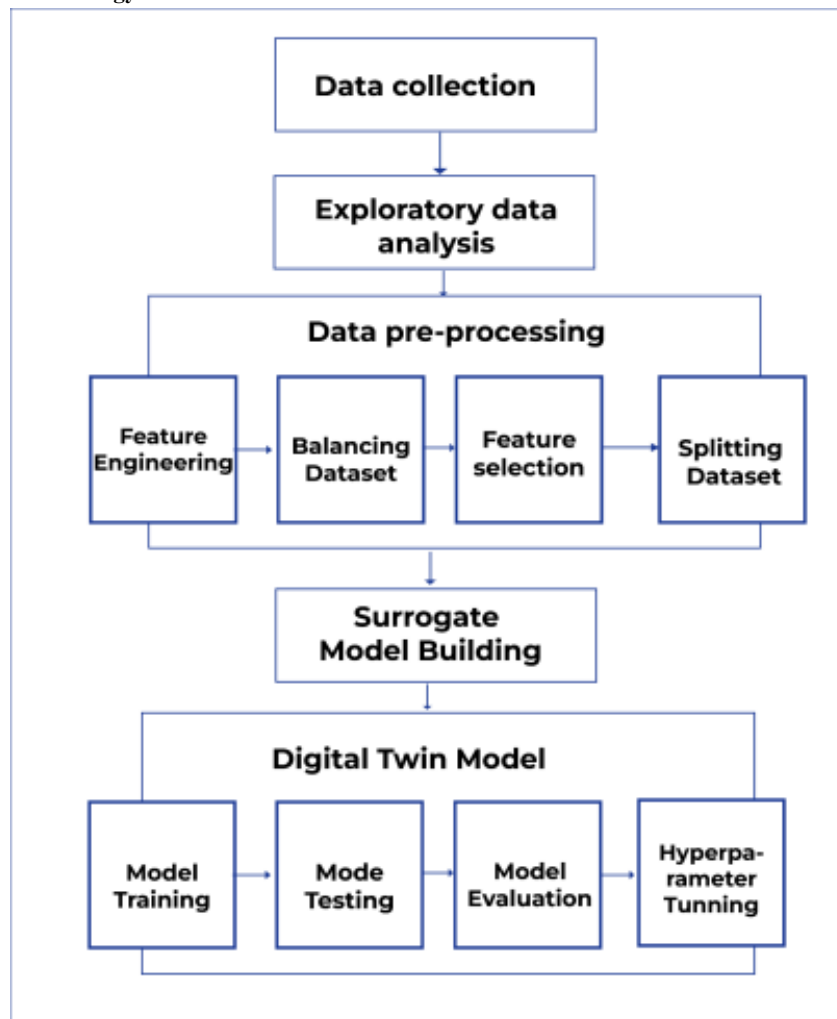 Data collection
Exploratory data
analysis
Data pre-processing
Feature
Engineering
Balancing
Dataset
Feature
selection
Splitting
Dataset
Surrogate
Model Building
Digital Twin Model
Model
Training
Mode
Testing
Model
Evaluation
Hyperpa-
rameter
Tunning